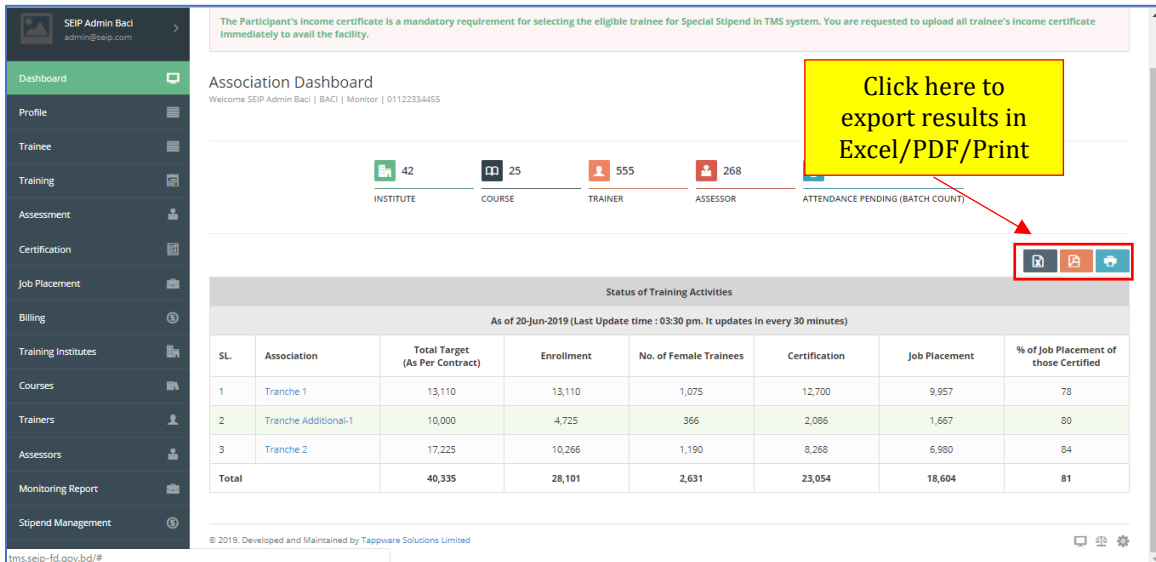 SEIP Admin Baci
admin@seip.com
The Participant's income certificate is a mandatory requirement for selecting the eligible trainee for Special Stipend in TMS system. You are requested to upload all trainee's income certificate
immediately to avail the facility.
Dashboard
Profile
Trainee
Training
Assessment
Certification
Job Placement
Billing
Training Institutes
Courses
Trainers
Assessors
Monitoring Report
Stipend Management
tms.seip-fd.gov.bd/#
Association Dashboard
Welcome SEIP Admin Baci | BACI | Monitor | 01122334455
Click here to
export results in
Excel/PDF/Print
42 25 555 268
INSTITUTE COURSE TRAINER ASSESSOR ATTENDANCE PENDING (BATCH COUNT)
Status of Training Activities
As of 20-Jun-2019 (Last Update time : 03:30 pm. It updates in every 30 minutes)
SL. Association Total Target Enrollment No. of Female Trainees Certification Job Placement % of Job Placement of
(As Per Contract) those Certified
1 Tranche 1 13,110 13,110 1,075 12,700 9,957 78
2 Tranche Additional-1 10,000 4,725 366 2,086 1,667 80
3 Tranche 2 17,225 10,266 1,190 8,268 6,980 84
Total 40,335 28,101 2,631 23,054 18,604 81
© 2019. Developed and Maintained by Tappware Solutions Limited